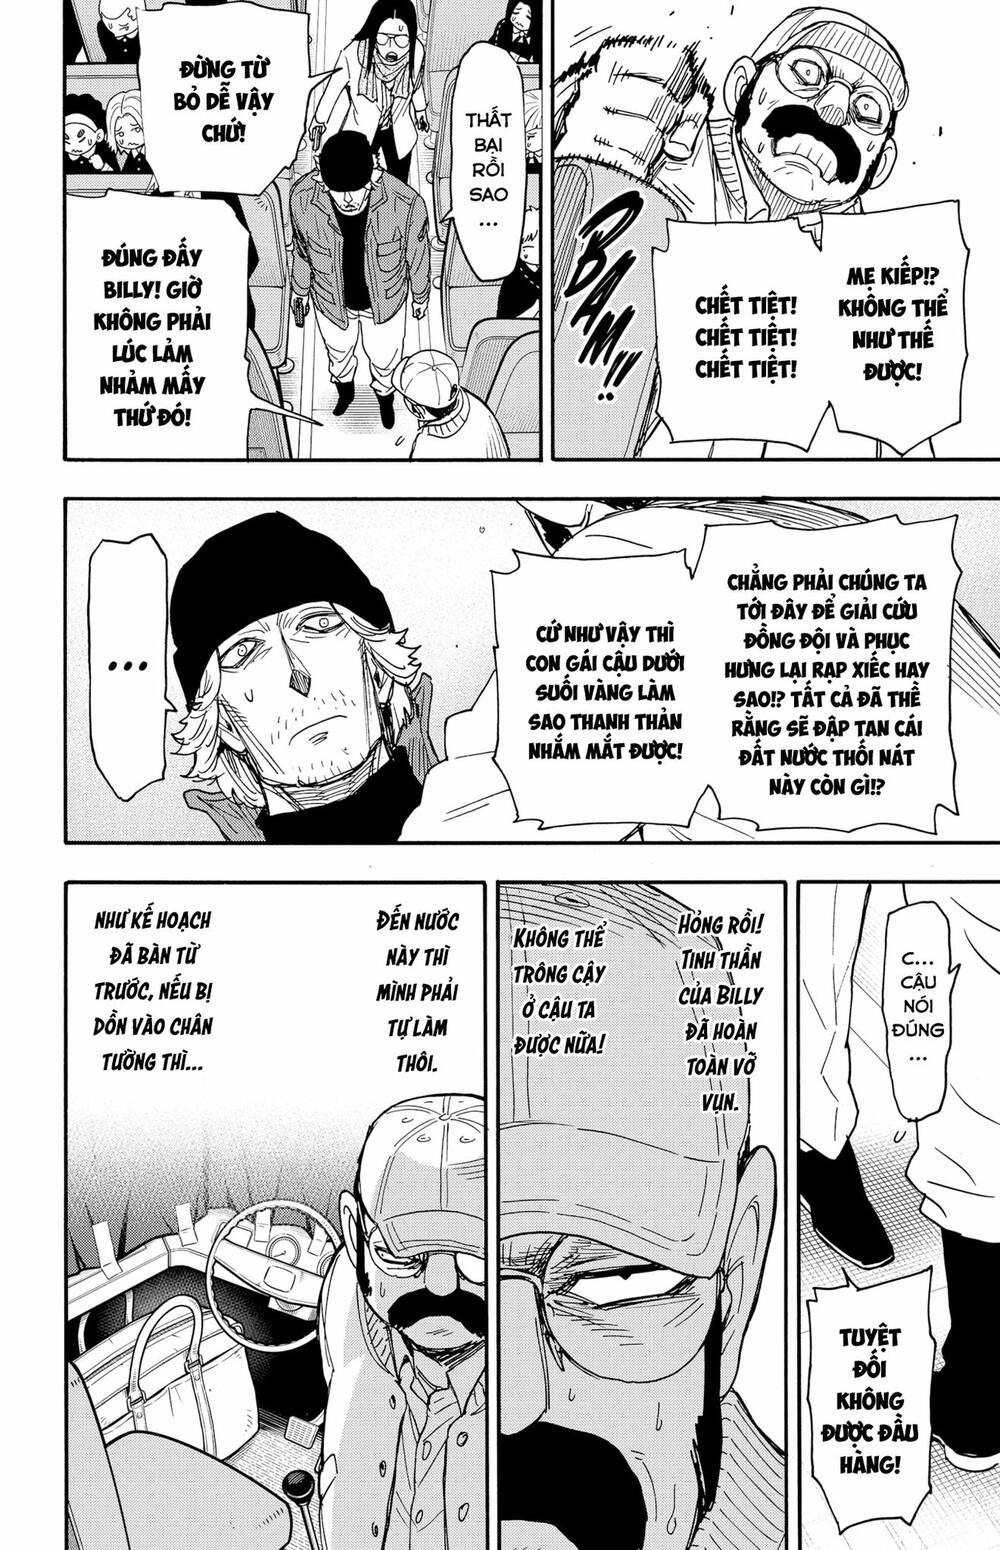 MẸ KIẾP!?
KHÔNG THỂ
NHƯ THẾ
ĐƯỢC!
CHẾT TIỆT!
CHẾT TIỆT!
CHẾT TIỆT!
BAM!!
THẤT
BẠI
RỒI
SAO
...
ĐỪNG TỪ
BỎ DỄ VẬY
CHỨ!
ĐÚNG ĐẤY
BILLY! GIỜ
KHÔNG PHẢI
LÚC LẢM
NHẢM MẤY
THỨ ĐÓ!
CHẲNG PHẢI CHÚNG TA
TỚI ĐÂY ĐỂ GIẢI CỨU
ĐỒNG ĐỘI VÀ PHỤC
HƯNG LẠI RẠP XIẾC HAY
SAO!? TẤT CẢ ĐÃ THỀ
RẰNG SẼ ĐẬP TAN CÁI
ĐẤT NƯỚC THỐI NÁT
NÀY CÒN GÌ!?
CỨ NHƯ VẬY THÌ
CON GÁI CẬU DƯỚI
SUỐI VÀNG LÀM
SAO THANH THẢN
NHẮM MẮT ĐƯỢC!
...
C...
CẬU
NÓI
ĐÚNG
...
TUYỆT
ĐỐI
KHÔNG
ĐƯỢC ĐẦU
HÀNG!
HỎNG RỒI!
TINH THẦN
CỦA BILLY
ĐÃ HOÀN
TOÀN VỠ
VỤN.
KHÔNG THỂ
TRÔNG CẬY
Ở CẬU TA
ĐƯỢC NỮA!
ĐẾN NƯỚC
NÀY THÌ
MÌNH PHẢI
TỰ LÀM
THÔI.
NHƯ KẾ HOẠCH
ĐÃ BÀN TỪ
TRƯỚC, NẾU BỊ
DỒN VÀO CHÂN
TƯỜNG THÌ...